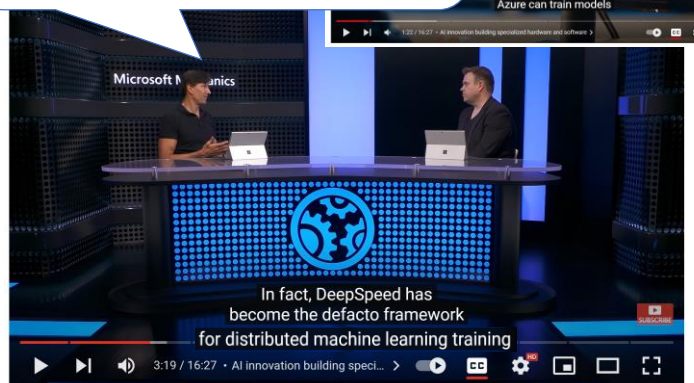 Azure can train models
1:22 / 16:27 • AI innovation building specialized hardware and software >
CC
Microsoft M anics
In fact, DeepSpeed has
become the defacto framework
for distributed machine learning training
SUBSCRIBE
3:19 / 16:27 • AI innovation building speci... >
CC
HD